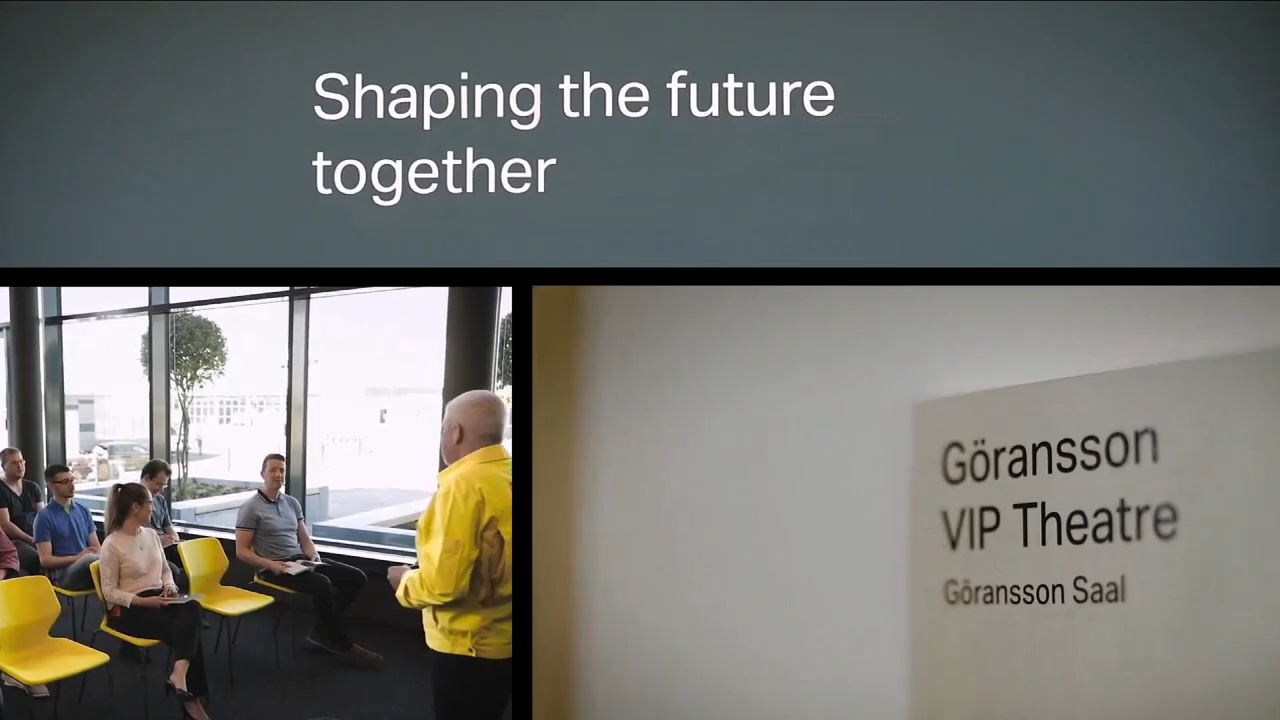 Shaping the future
together
Göransson
VIP Theatre
Göransson Saal